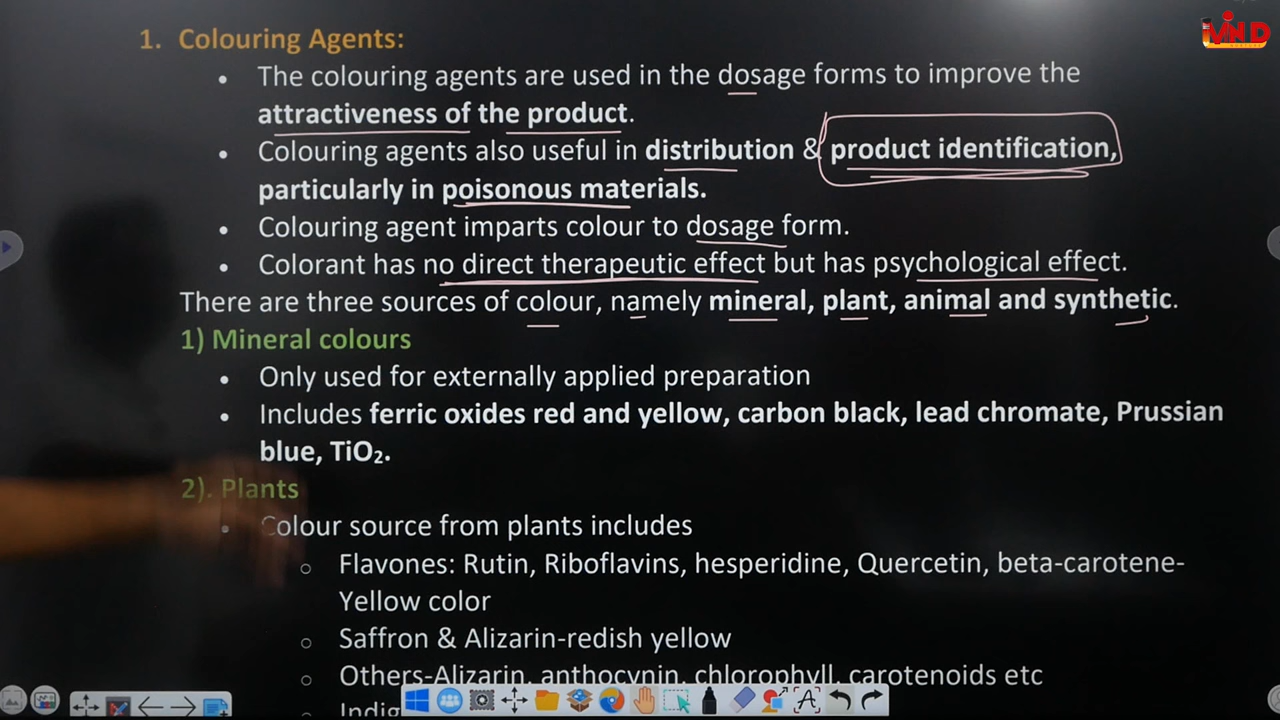 1. Colouring Agents:
• The colouring agents are used in the dosage forms to improve the
attractiveness of the product.
• Colouring agents also useful in distribution & product identification,
particularly in poisonous materials.
• Colouring agent imparts colour to dosage form.
• Colorant has no direct therapeutic effect but has psychological effect.
There are three sources of colour, namely mineral, plant, animal and synthetic.
1) Mineral colours
• Only used for externally applied preparation
• Includes ferric oxides red and yellow, carbon black, lead chromate, Prussian
blue, TiO₂.
2). Plants
• Colour source from plants includes
○ Flavones: Rutin, Riboflavins, hesperidine, Quercetin, beta-carotene-
Yellow color
○ Saffron & Alizarin-redish yellow
○ Others-Alizarin, anthocynin, chlorophyll, carotenoids etc